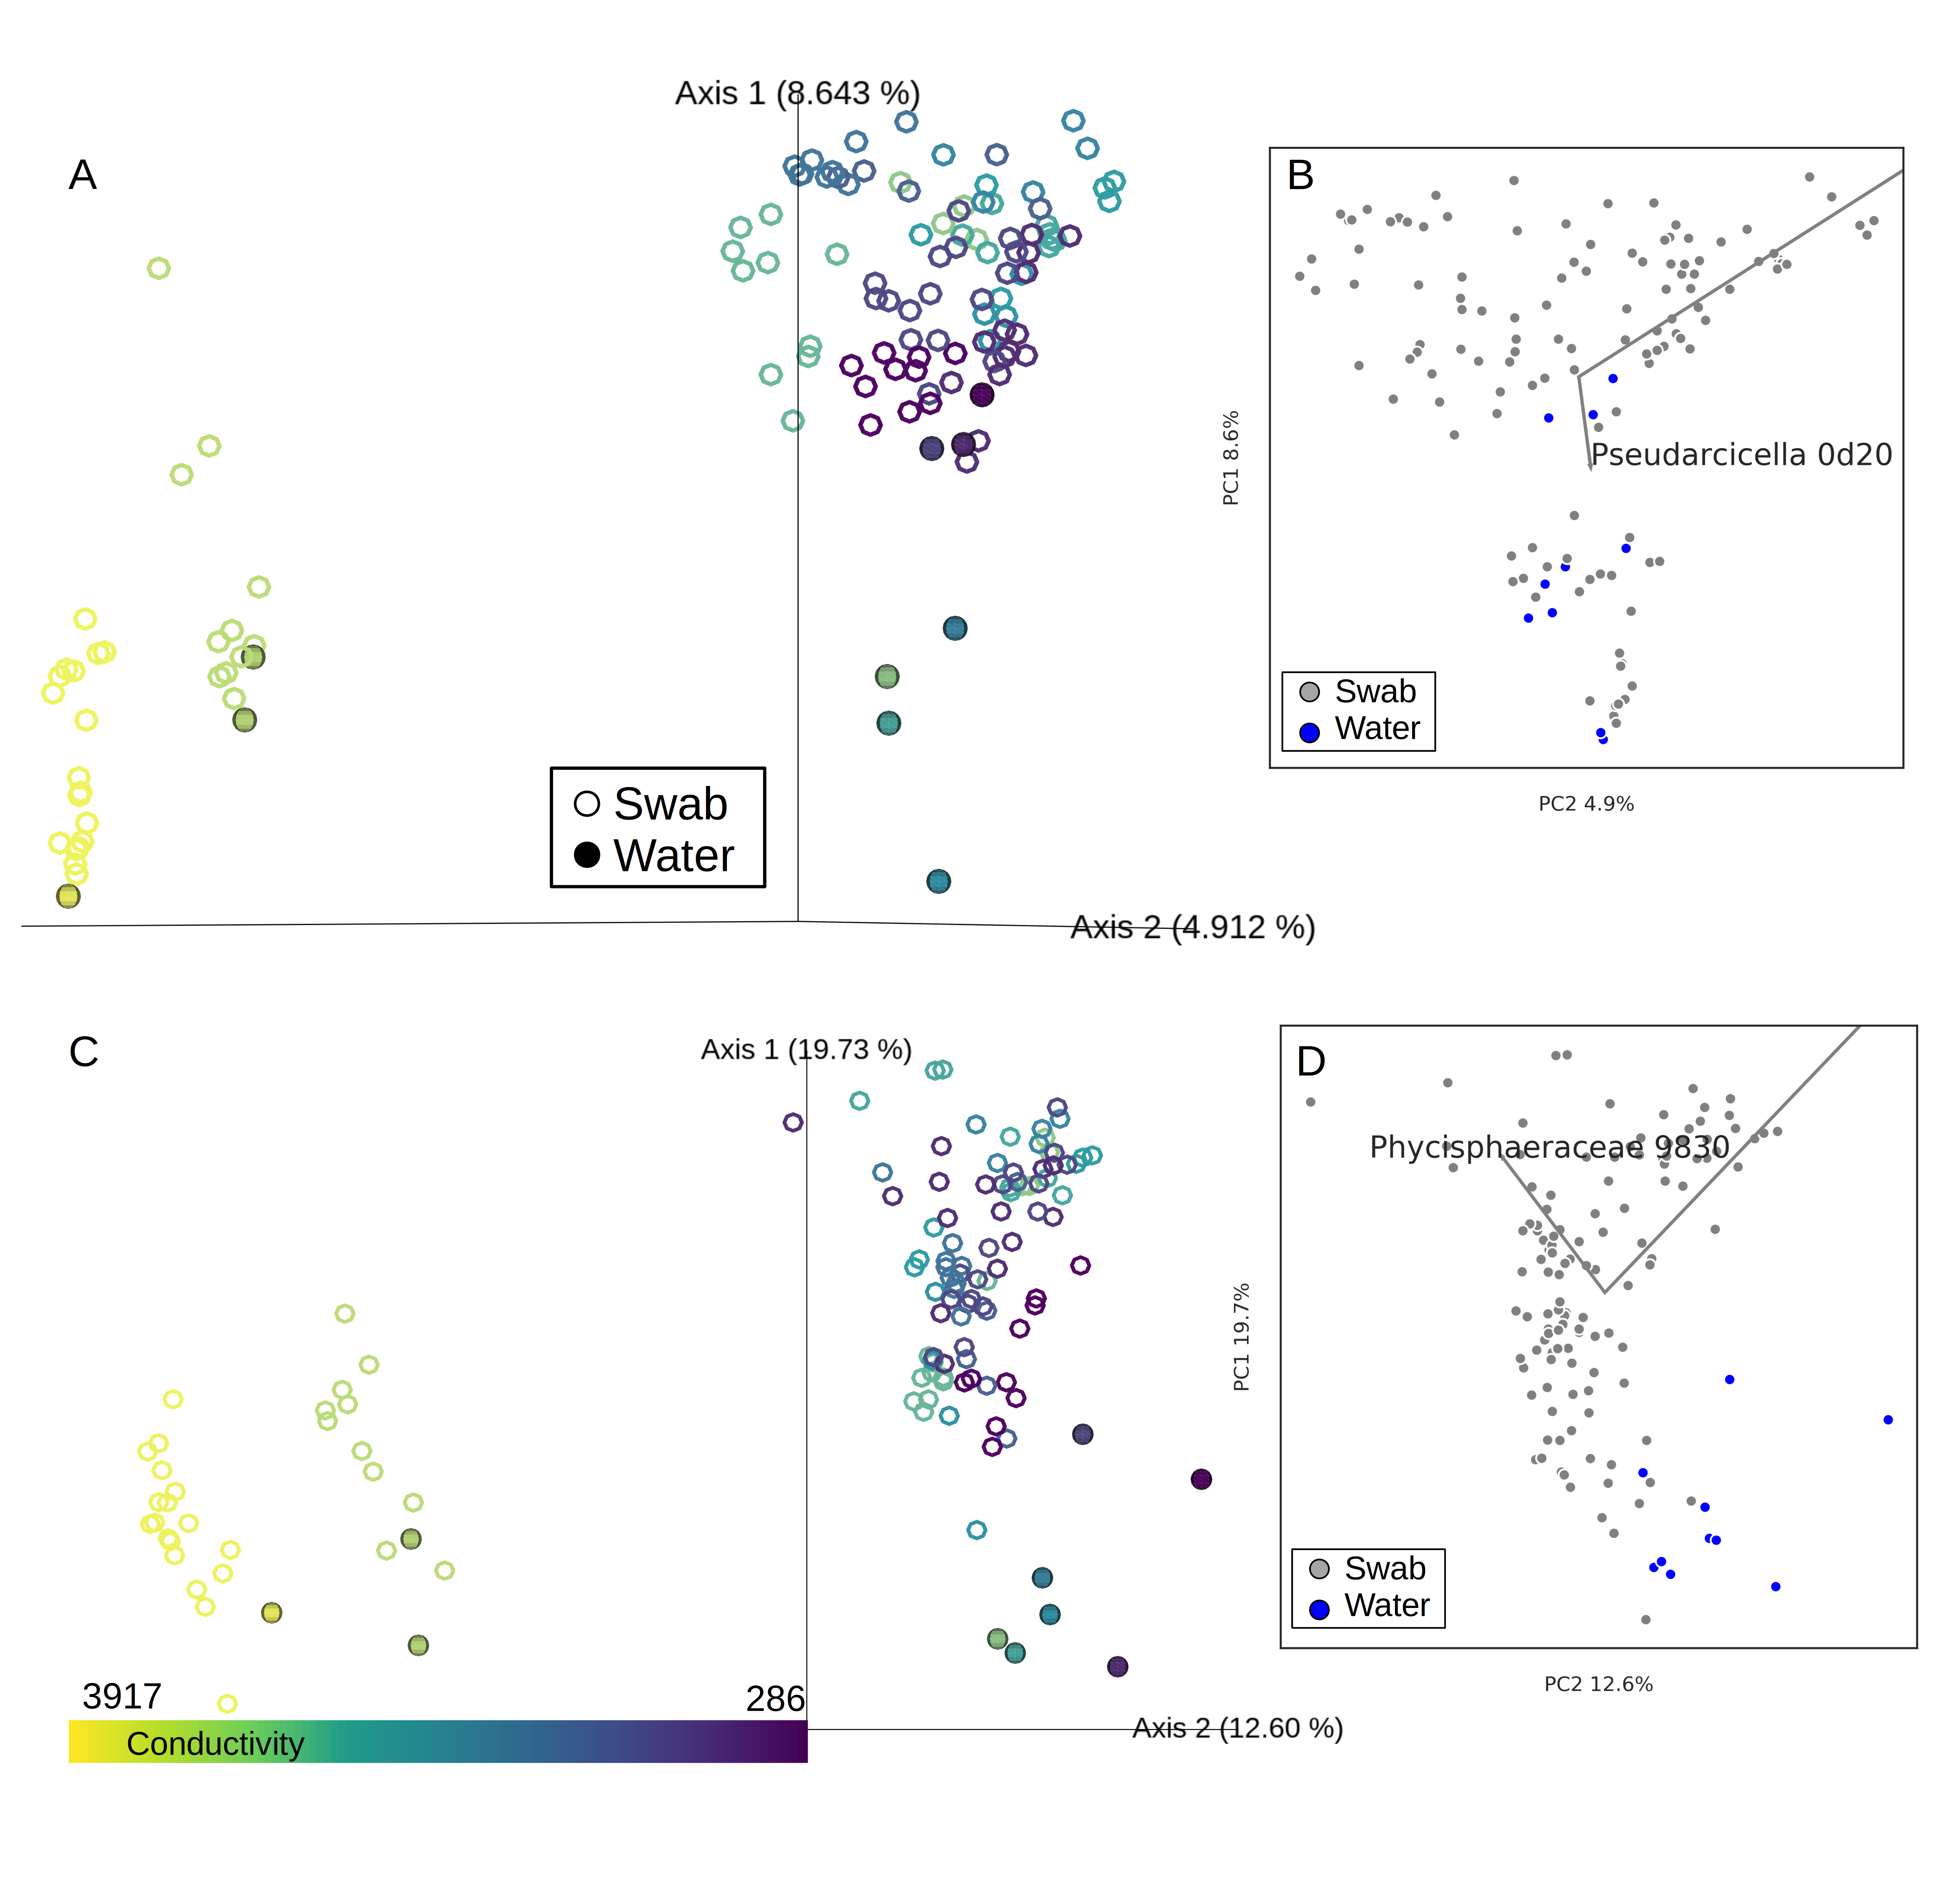 Axis 1 (8.643 %)
A
Swab
Water
Axis 2 (4.912 %)
B
PC1 8.6%
Pseudarcicella 0d20
Swab
Water
PC2 4.9%
C
Axis 1 (19.73 %)
3917
286
Conductivity
Axis 2 (12.60 %)
D
PC1 19.7%
Phycisphaeraceae 9830
Swab
Water
PC2 12.6%